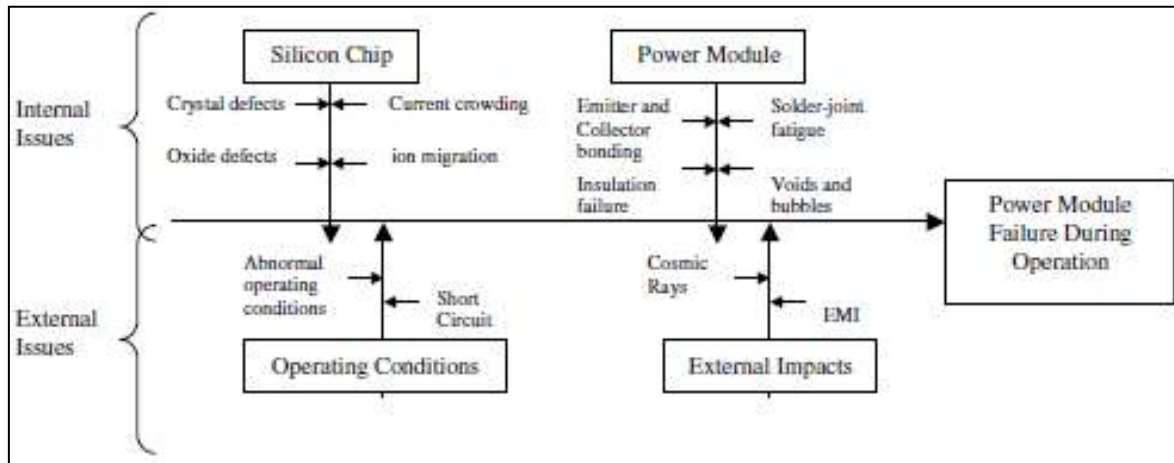 Silicon Chip
Power Module
Internal
Issues
Crystal defects
Current crowding
Oxide defects
ion migration
Emitter and
Collector
bonding
Solder-joint
fatigue
Insulation
failure
Voids and
bubbles
Power Module
Failure During
Operation
External
Issues
Abnormal
operating
conditions
Short
Circuit
Cosmic
Rays
EMI
Operating Conditions
External Impacts